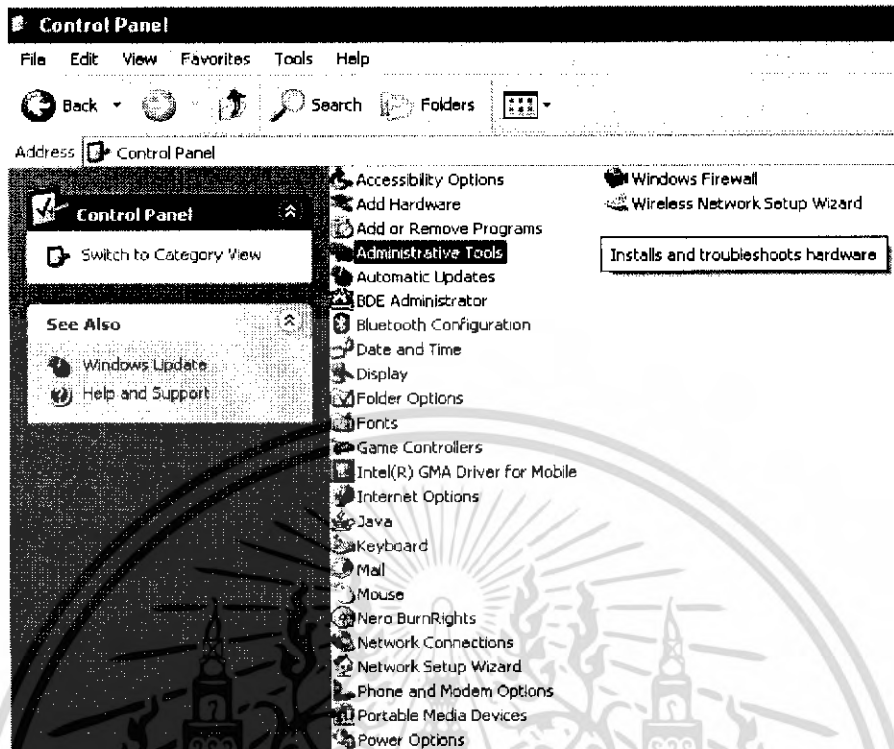 Control Panel
File Edit View Favorites Tools Help
Back Search Folders
Address Control Panel
Control Panel
Switch to Category View
See Also
Windows Update
Help and Support
Accessibility Options
Add Hardware
Add or Remove Programs
Administrative Tools
Automatic Updates
BDE Administrator
Bluetooth Configuration
Date and Time
Display
Folder Options
Fonts
Game Controllers
Intel(R) GMA Driver for Mobile
Internet Options
Java
Keyboard
Mail
Mouse
Nero BurnRights
Network Connections
Network Setup Wizard
Phone and Modem Options
Portable Media Devices
Power Options
Windows Firewall
Wireless Network Setup Wizard
Installs and troubleshoots hardware